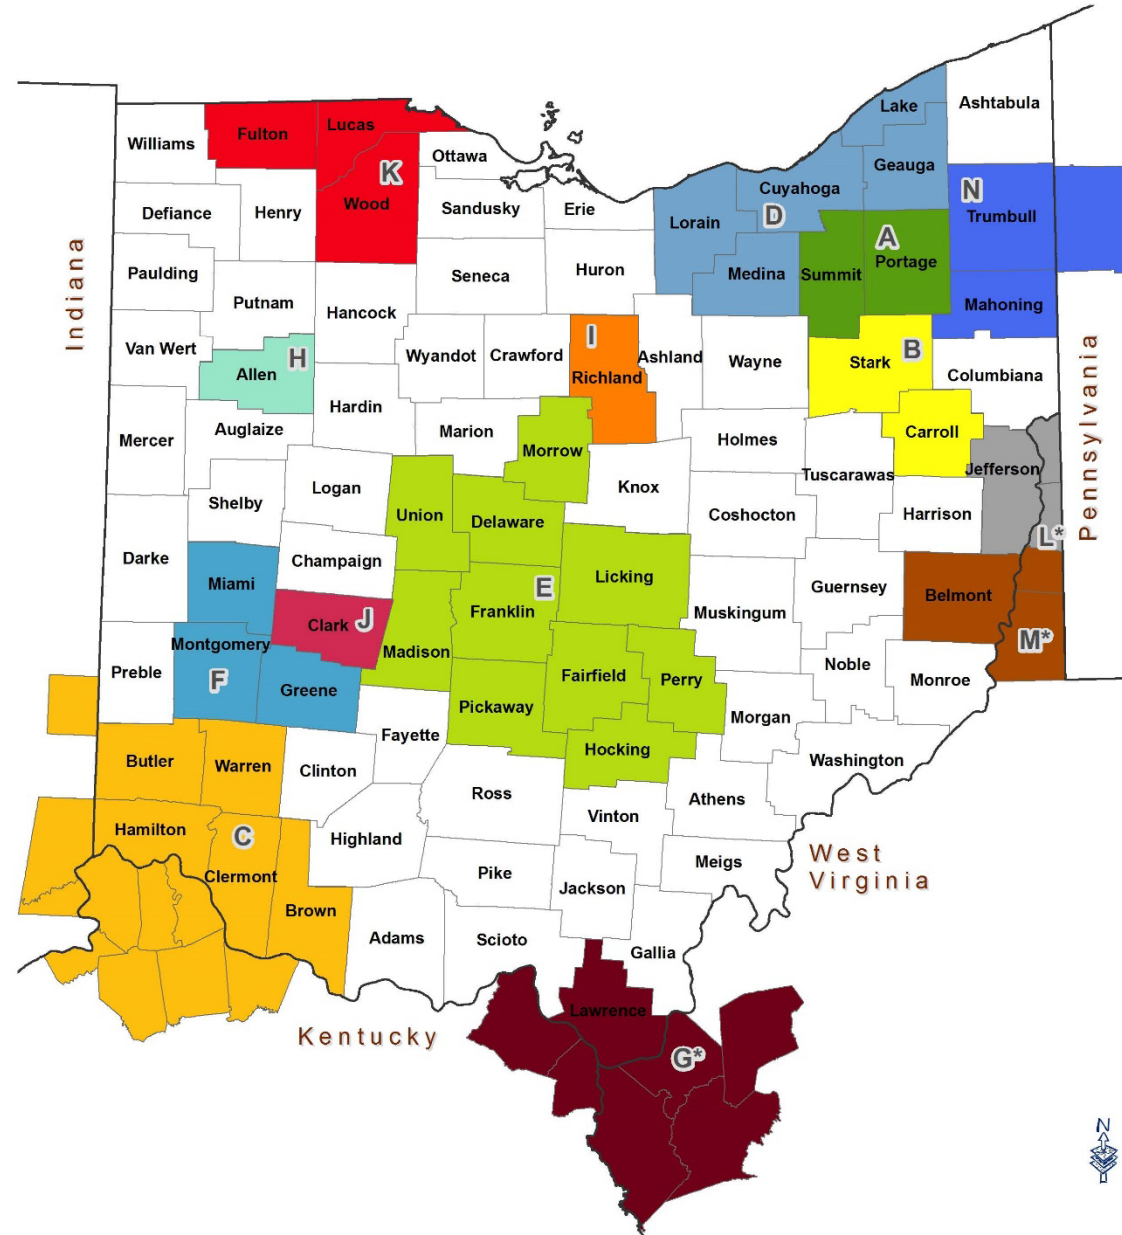 Lake
Ashtabula
Lucas
Fulton
Williams
Ottawa
Geauga
K
Cuyahoga
N
Wood
Henry
Sandusky
Erie
Defiance
Lorain
D
Trumbull
A
Portage
Paulding
Seneca
Huron
Medina
Summit
Indiana
Putnam
Mahoning
Hancock
I
Van Wert
H
Wyandot
Crawford
Ashland
Wayne
Stark
B
Allen
Richland
Columbiana
Pennsylvania
Hardin
Auglaize
Marion
Mercer
Holmes
Carroll
Morrow
Jefferson
Tuscarawas
Logan
Knox
Shelby
Union
Delaware
Coshocton
Harrison
L*
Darke
Champaign
Miami
Licking
Guernsey
E
Belmont
Franklin
Muskingum
Clark
J
M*
Montgomery
Madison
Noble
Preble
F
Greene
Fairfield
Perry
Monroe
Pickaway
Morgan
Fayette
Hocking
Butler
Warren
Clinton
Washington
Ross
Athens
Vinton
Hamilton
C
Highland
West
Virginia
Meigs
Clermont
Pike
Jackson
Brown
Adams
Scioto
Gallia
Lawrence
Kentucky
G*
N